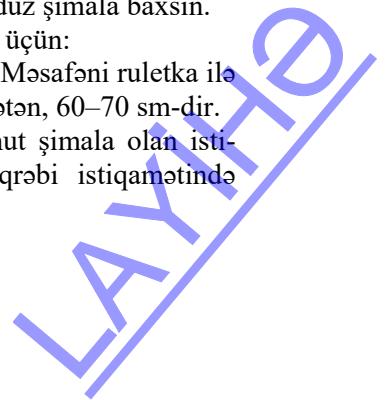 düz şimala baxsın.
üçün:
Məsafəni ruletka ilə
ətən, 60–70 sm-dir.
ut şimala olan isti-
qrəbi istiqamətində
LAYİHƏ